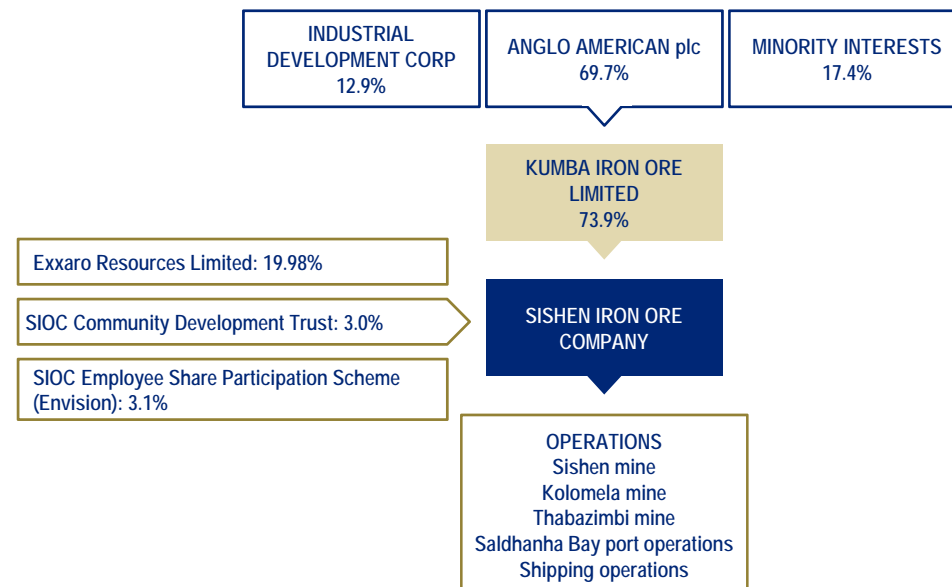 INDUSTRIAL
DEVELOPMENT CORP
12.9%
ANGLO AMERICAN plc
69.7%
MINORITY INTERESTS
17.4%
KUMBA IRON ORE
LIMITED
73.9%
Exxaro Resources Limited: 19.98%
SIOC Community Development Trust: 3.0%
SIOC Employee Share Participation Scheme
(Envision): 3.1%
SISHEN IRON ORE
COMPANY
OPERATIONS
Sishen mine
Kolomela mine
Thabazimbi mine
Saldhanha Bay port operations
Shipping operations